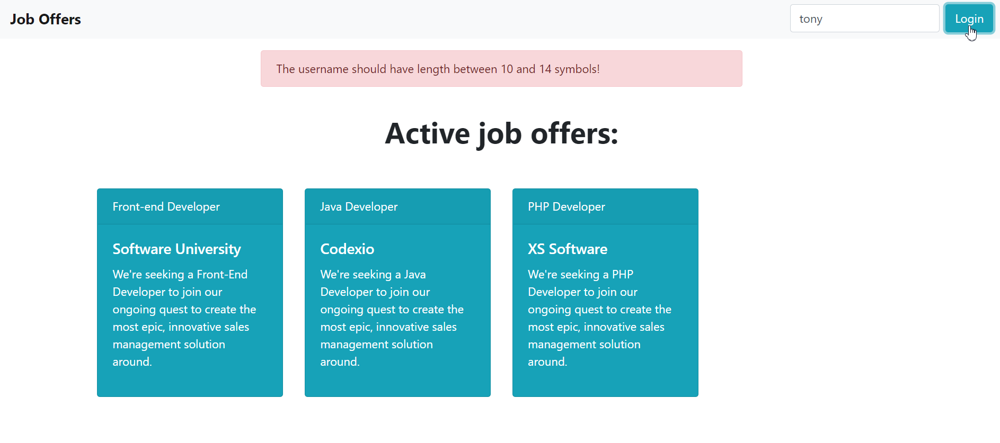 Job Offers
tony
Login
The username should have length between 10 and 14 symbols!
Active job offers:
Front-end Developer
Software University
We're seeking a Front-End
Developer to join our
ongoing quest to create the
most epic, innovative sales
management solution
around.
Java Developer
Codexio
We're seeking a Java
Developer to join our
ongoing quest to create the
most epic, innovative sales
management solution
around.
PHP Developer
XS Software
We're seeking a PHP
Developer to join our
ongoing quest to create the
most epic, innovative sales
management solution
around.